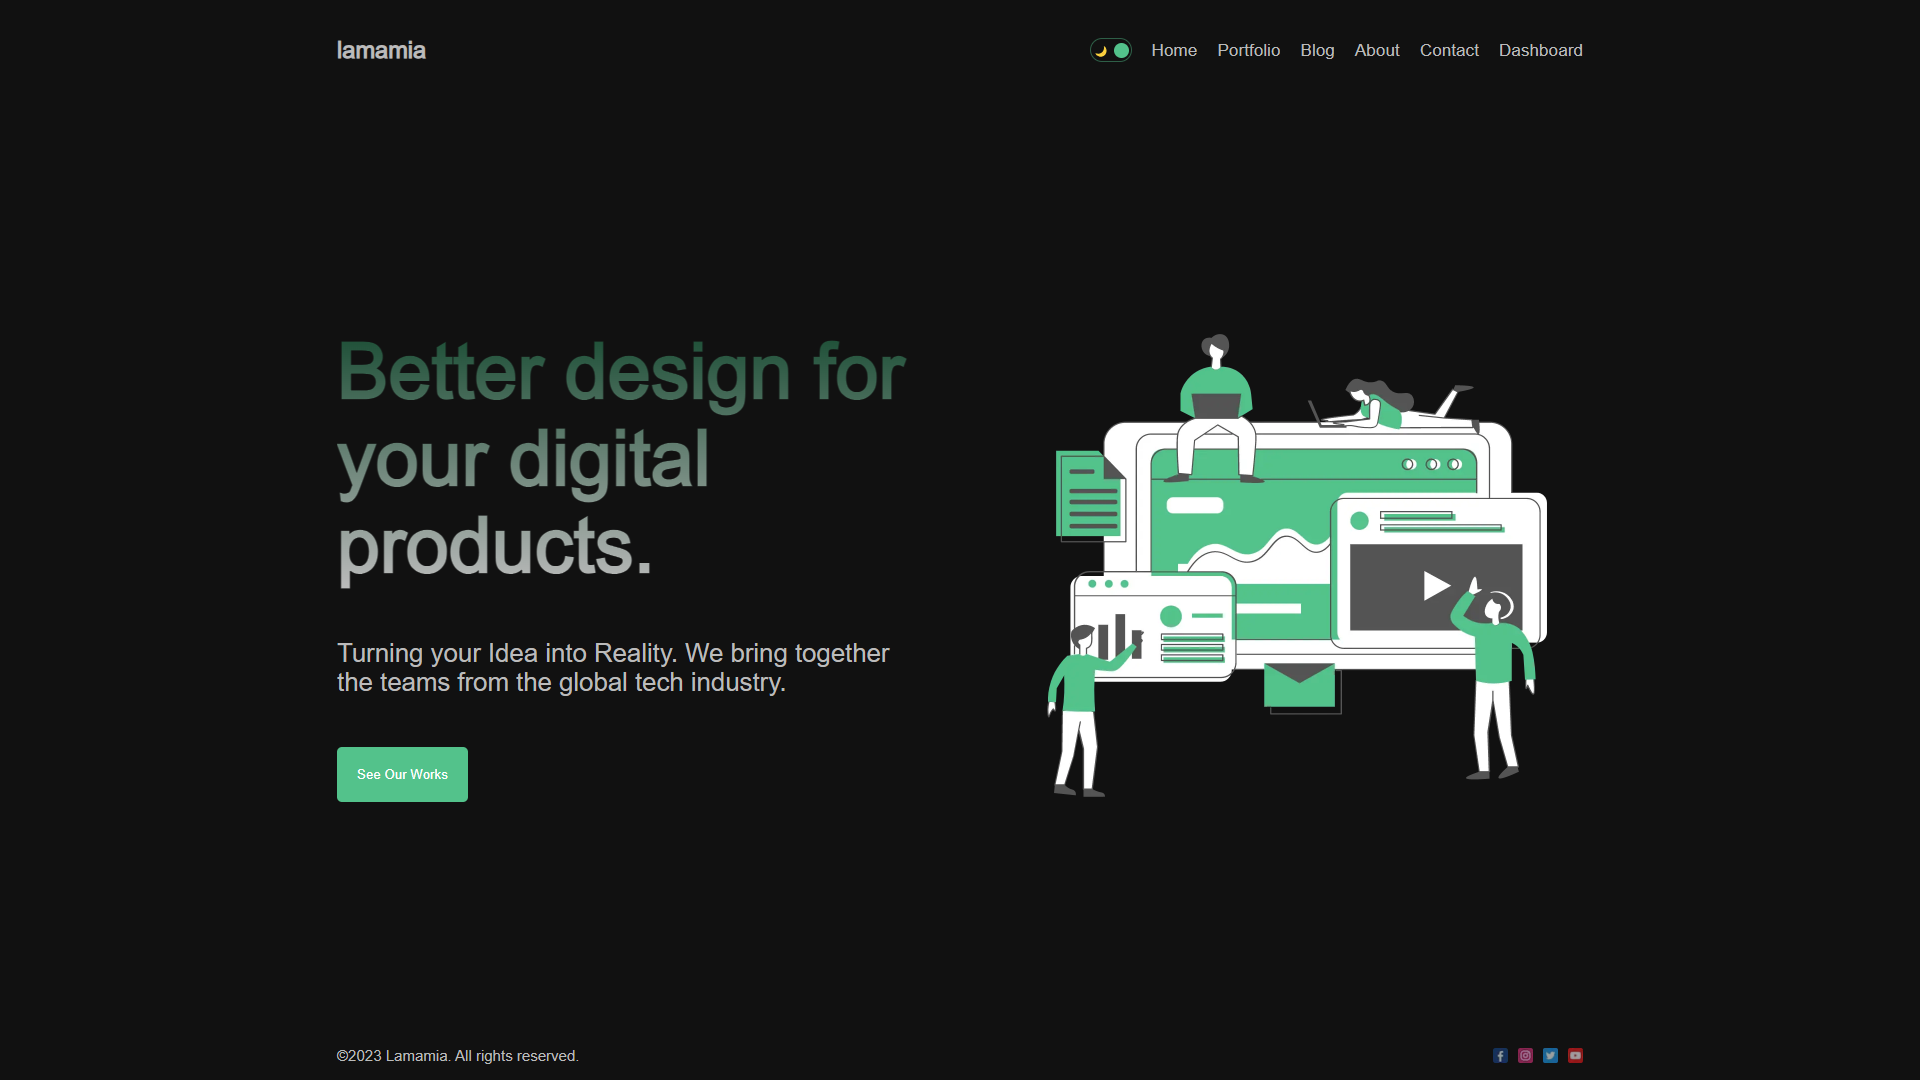 lamamia
Home Portfolio Blog About Contact Dashboard
Better design for
your digital
products.
Turning your Idea into Reality. We bring together
the teams from the global tech industry.
See Our Works
©2023 Lamamia. All rights reserved.